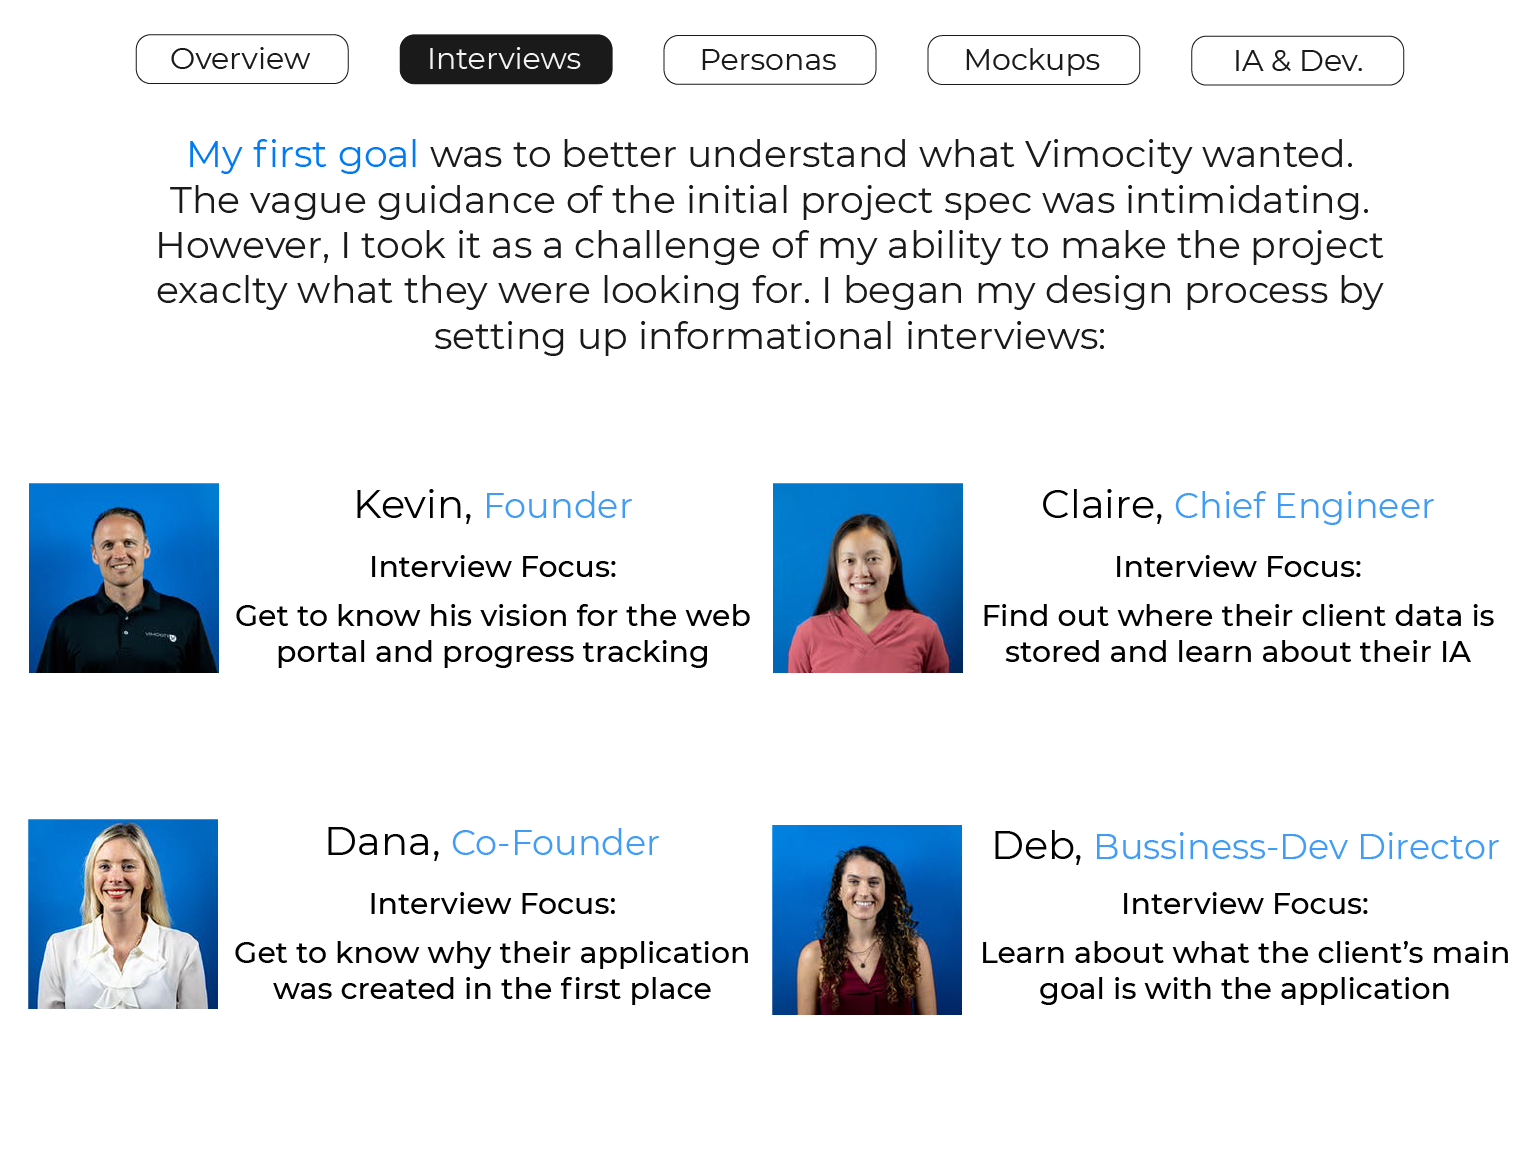 Overview
Interviews
Personas
Mockups
IA & Dev.
My first goal was to better understand what Vimocity wanted.
The vague guidance of the initial project spec was intimidating.
However, I took it as a challenge of my ability to make the project
exaclty what they were looking for. I began my design process by
setting up informational interviews:
Kevin, Founder
Interview Focus:
Get to know his vision for the web
portal and progress tracking
VIMOCITY
Claire, Chief Engineer
Interview Focus:
Find out where their client data is
stored and learn about their IA
Dana, Co-Founder
Interview Focus:
Get to know why their application
was created in the first place
Deb, Bussiness-Dev Director
Interview Focus:
Learn about what the client’s main
goal is with the application